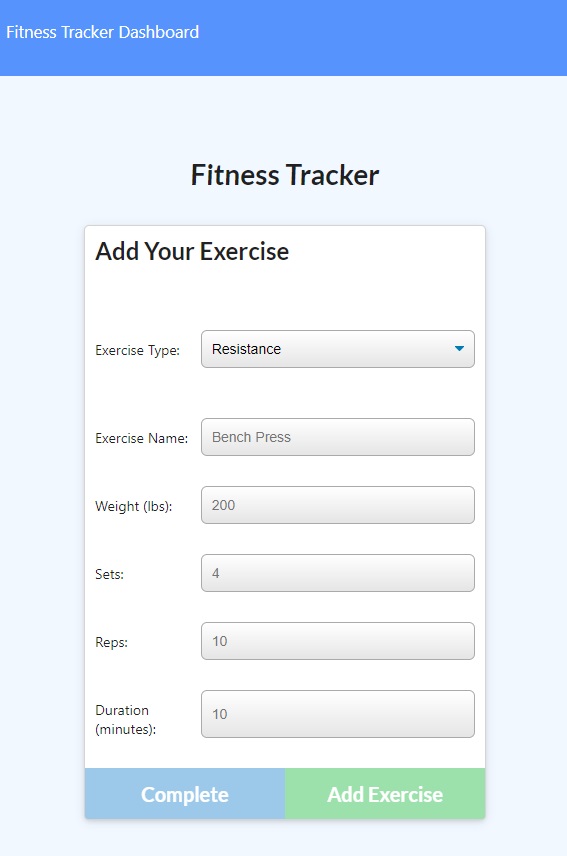 Fitness Tracker Dashboard
Fitness Tracker
Add Your Exercise
Exercise Type: Resistance
Exercise Name: Bench Press
Weight (lbs): 200
Sets: 4
Reps: 10
Duration
(minutes): 10
Complete Add Exercise